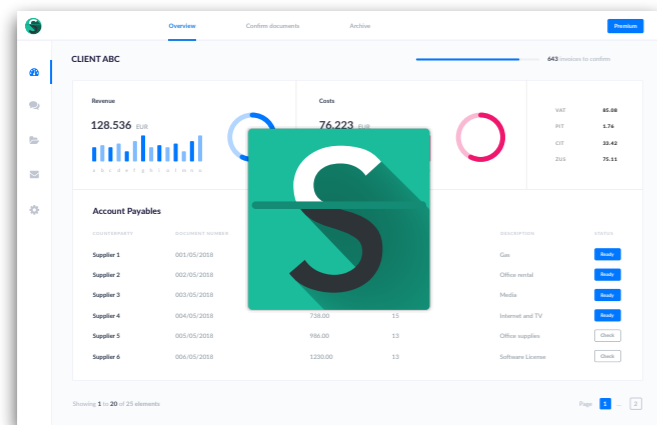 Overview Confirm documents Archive Premium
CLIENT ABC 643 invoices to confirm
Revenue Costs
VAT 85.08
128.536 EUR 76.223 EUR
PIT 1.76
CIT 33.42
ZUS 75.11
Account Payables
COUNTERPARTY DOCUMENT NUMBER DESCRIPTION STATUS
Supplier 1 001/05/2018 Gas Ready
Supplier 2 002/05/2018 Office rental Ready
Supplier 3 003/05/2018 Media Ready
Supplier 4 004/05/2018 738.00 15 Internet and TV Ready
Supplier 5 005/05/2018 986.00 13 Office supplies Check
Supplier 6 006/05/2018 1230.00 13 Software License Check
Showing 1 to 20 of 25 elements Page 1 ... 2